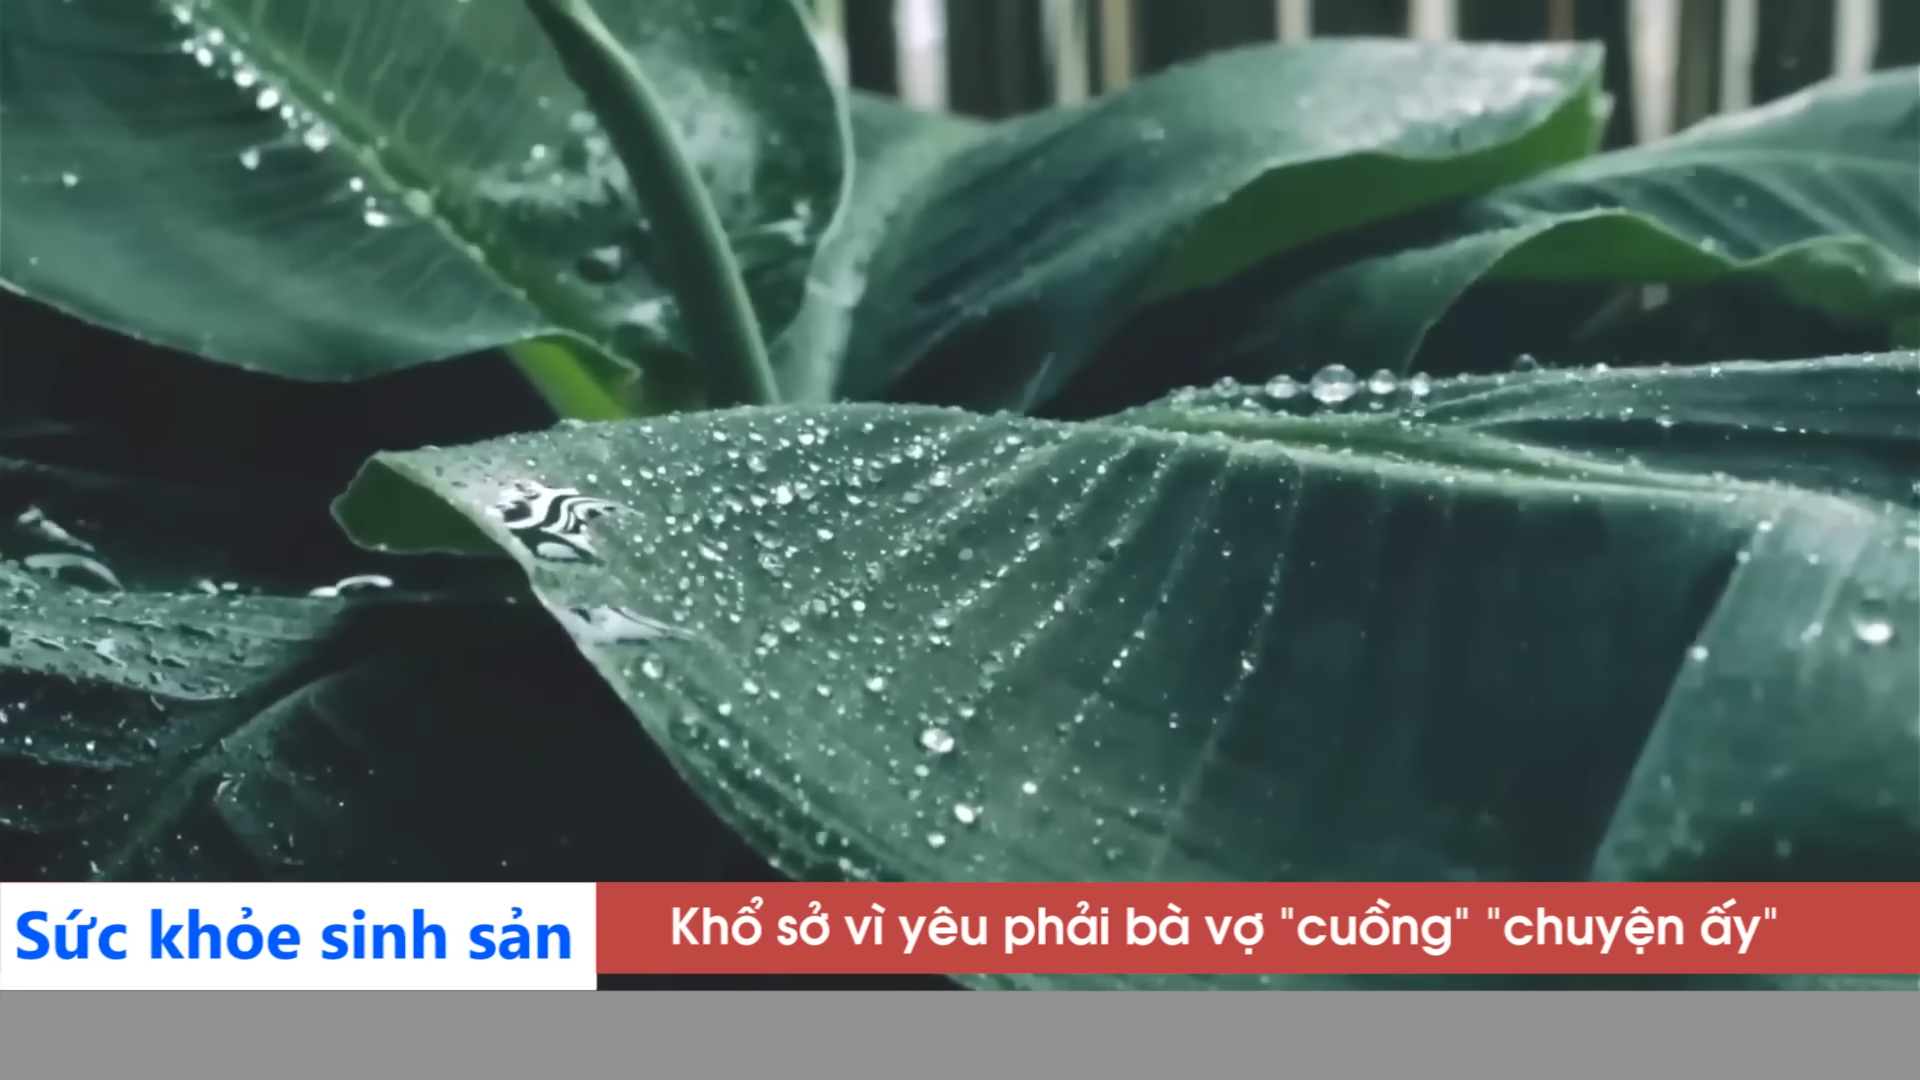 Sức khỏe sinh sản
Khổ sở vì yêu phải bà vợ "cuồng" "chuyện ấy"